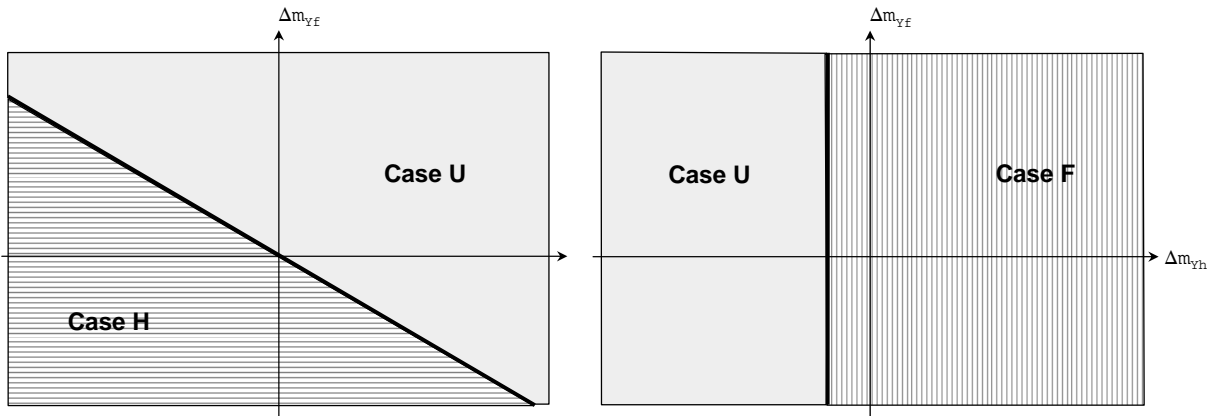 Δm_Yf
Case U
Case H
Δm_Yf
Case U
Case F
Δm_Yh